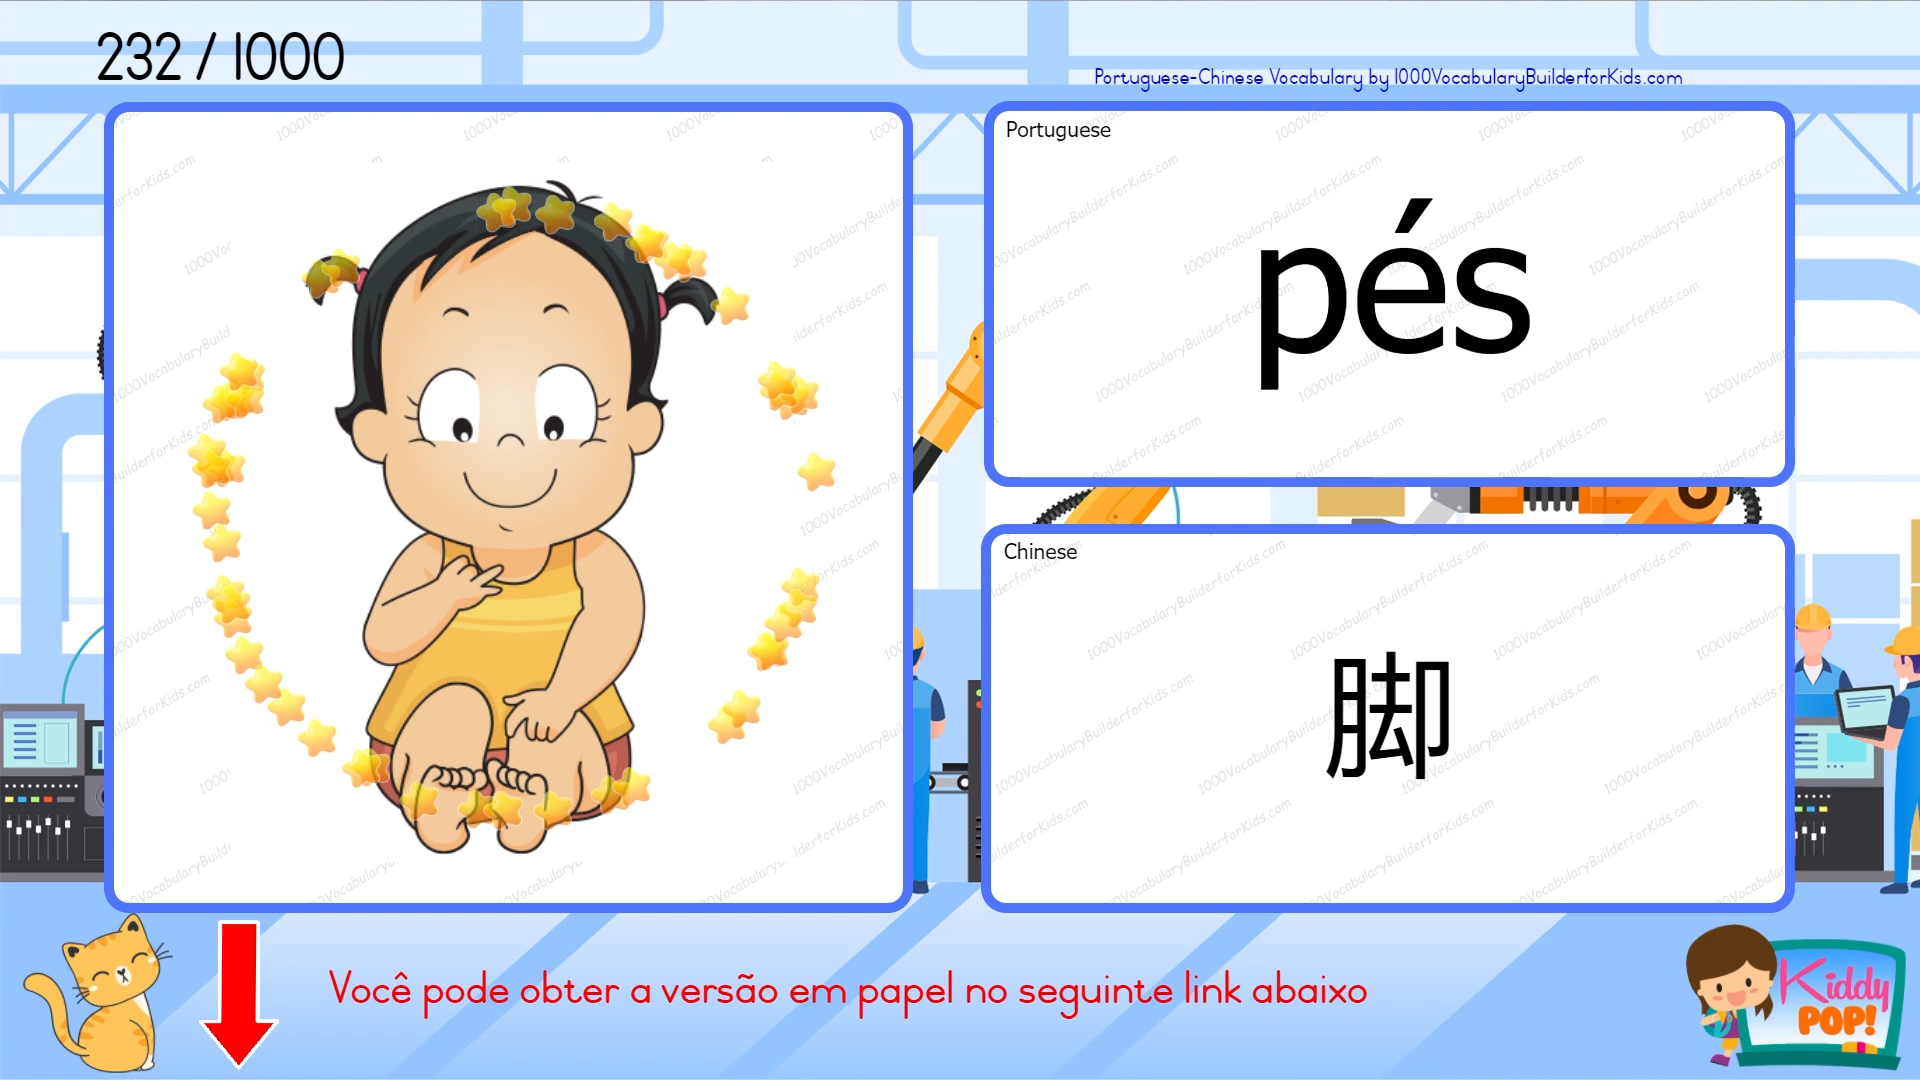 232 / 1000
Portuguese-Chinese Vocabulary by 1000VocabularyBuilderforKids.com
Portuguese
pés
Chinese
脚
Você pode obter a versão em papel no seguinte link abaixo
Kiddy
POP!